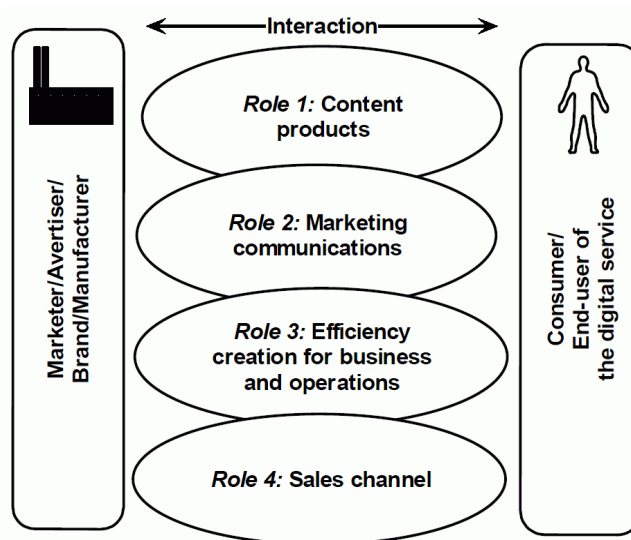 Interaction
Role 1: Content
products
Role 2: Marketing
communications
Role 3: Efficiency
creation for business
and operations
Role 4: Sales channel
Marketer/Avertiser/
Brand/Manufacturer
Consumer/
End-user of
the digital service